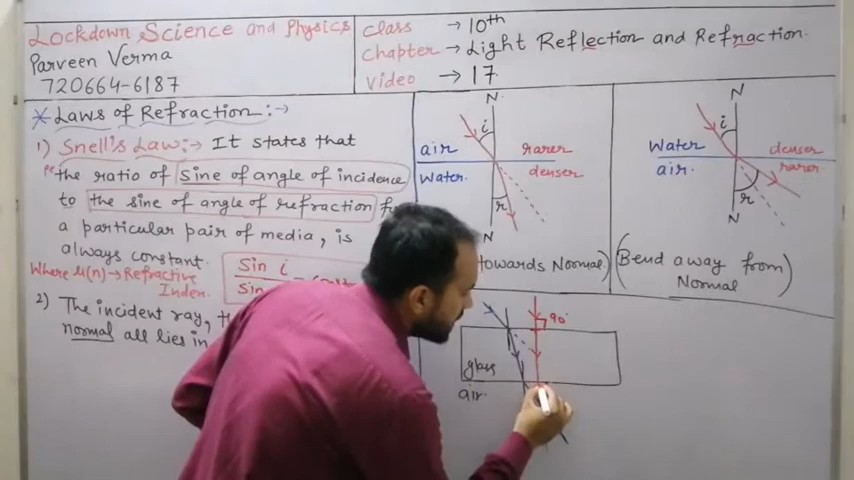 Lockdown Science and Physics
Parveen Verma
720664-6187
Class → 10th
Chapter → Light Reflection and Refraction.
Video → 17
* Laws of Refraction :→
1) Snell's Law :→ It states that
"the ratio of Sine of angle of incidence
to the sine of angle of refraction
a particular pair of media, is
always constant.
Where μ(n) → Refractive
Inden.
Sin i
Sin
2) The incident ray,
normal all lies in
N
i
air
rarer
Water
denser
r
N
towards Normal)
N
i
Water
denser
air.
rarer
r
N
(Bend away from
Normal)
90°
glass
air.